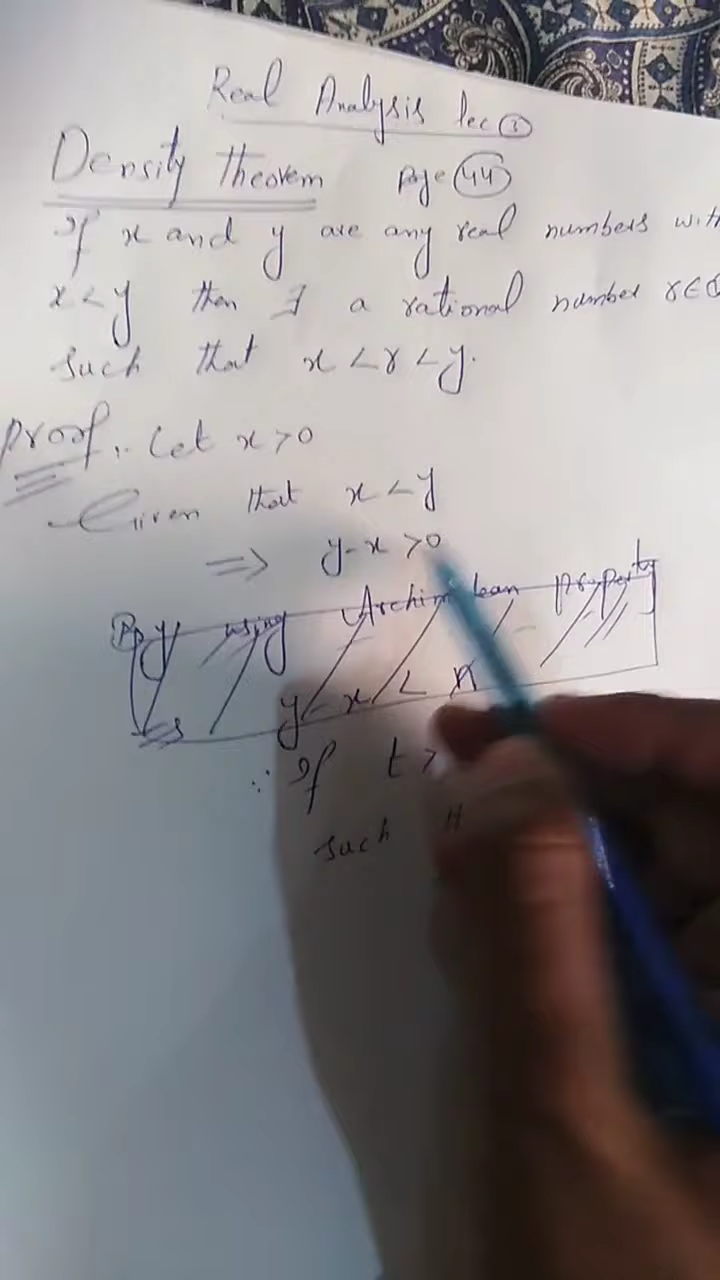 Real Analysis Lec 3
Density Theorem Page 44
If x and y are any real numbers with
x < y then ∃ a rational number r∈
such that x < r < y.
Proof: Let x > 0
Given that x < y
⇒ y - x > 0
By using Archimedean property
y - x < n
∵ If t >
such